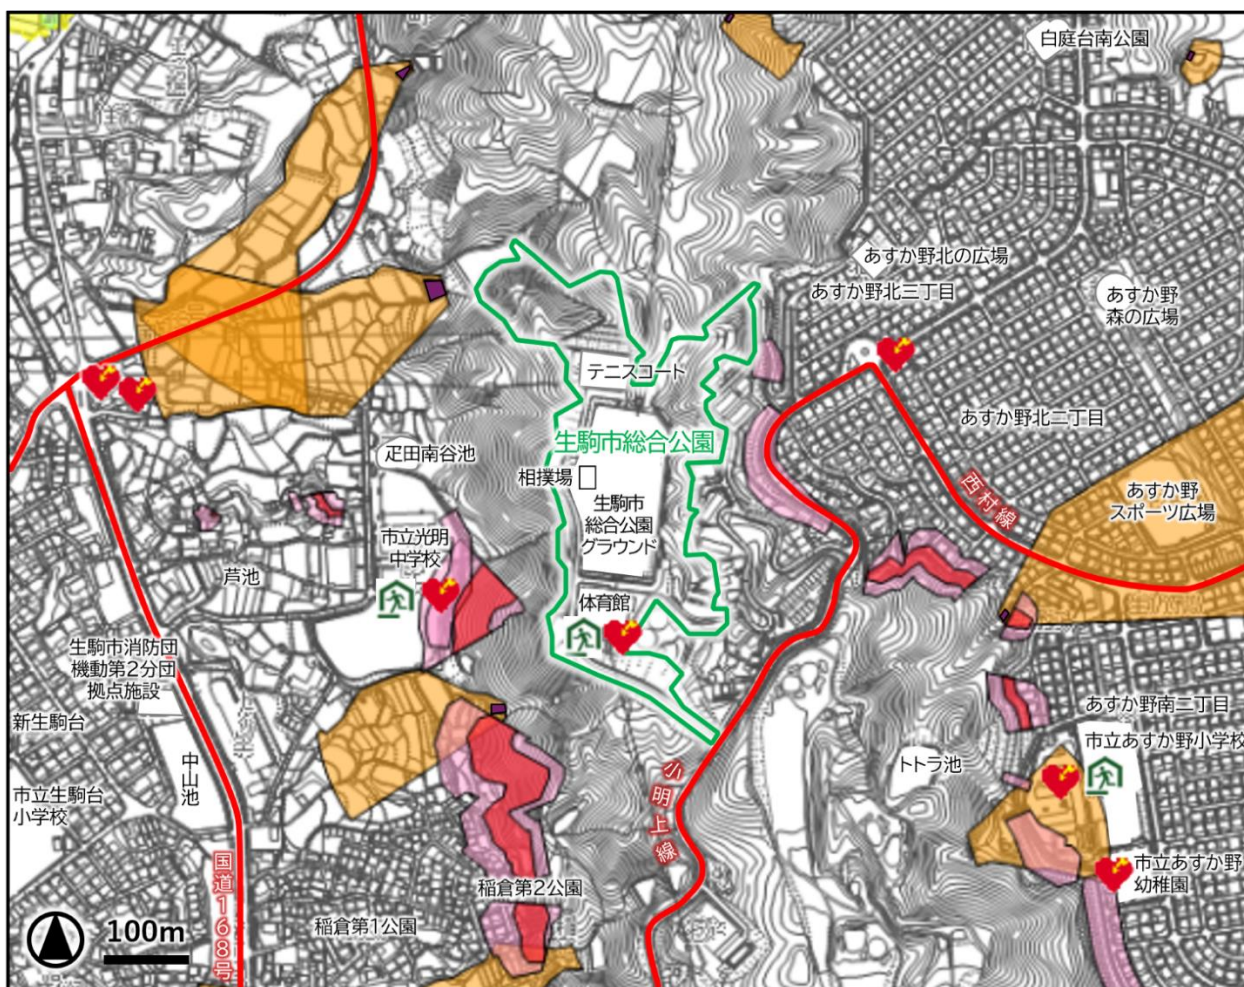 白庭台南公園
あすか野北の広場
あすか野北三丁目
あすか野
森の広場
テニスコート
あすか野北二丁目
生駒市総合公園
疋田南谷池
相撲場
生駒市
総合公園
グラウンド
西村線
あすか野
スポーツ広場
市立光明
中学校
芦池
体育館
生駒市消防団
機動第2分団
拠点施設
新生駒台
あすか野南二丁目
市立あすか野小学校
中山池
トトラ池
市立生駒台
小学校
小明上線
国道168号
稲倉第2公園
市立あすか野
幼稚園
稲倉第1公園
100m